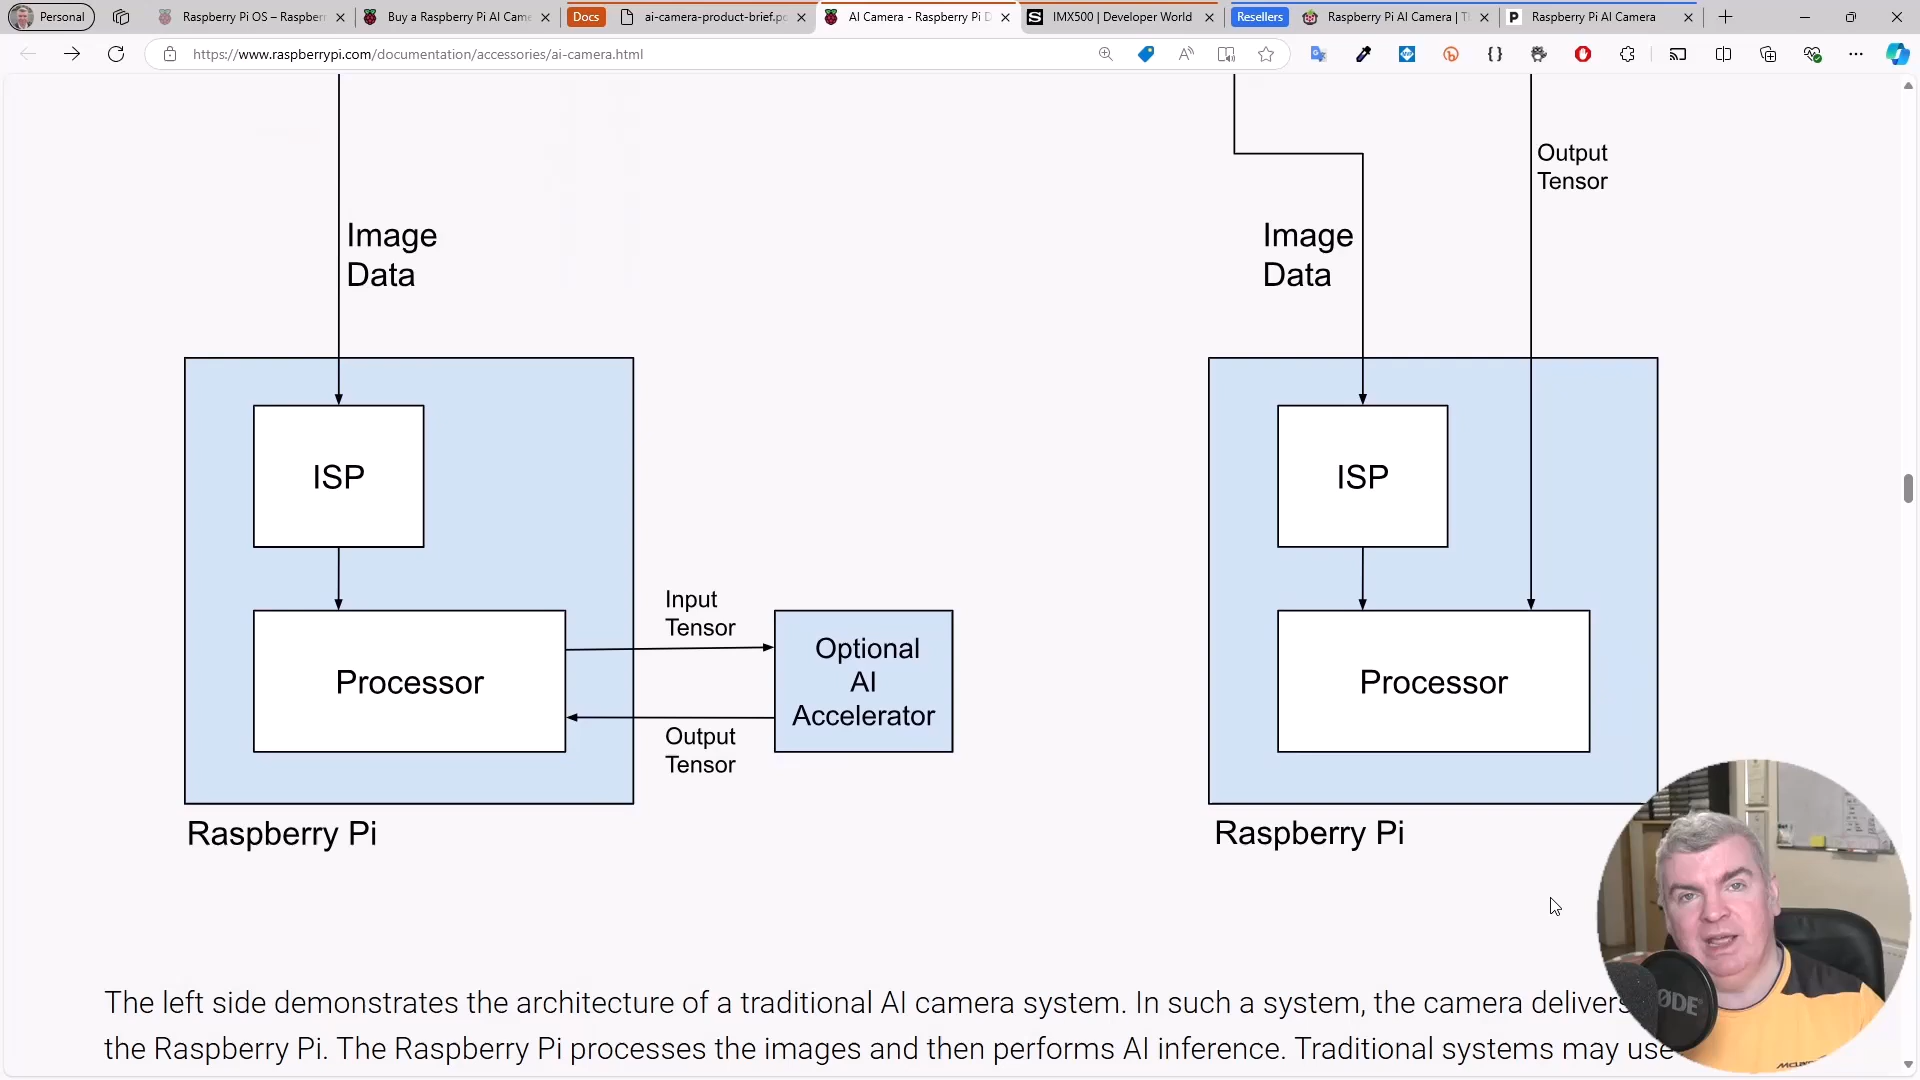 Personal
Raspberry Pi OS – Raspber
Buy a Raspberry Pi AI Came
Docs
ai-camera-product-brief.p
AI Camera - Raspberry Pi D
IMX500 | Developer World
Resellers
Raspberry Pi AI Camera | T
Raspberry Pi AI Camera
https://www.raspberrypi.com/documentation/accessories/ai-camera.html
Output
Tensor
Image
Data
Image
Data
ISP
ISP
Input
Tensor
Processor
Optional
AI
Accelerator
Output
Tensor
Processor
Raspberry Pi
Raspberry Pi
The left side demonstrates the architecture of a traditional AI camera system. In such a system, the camera delivers
the Raspberry Pi. The Raspberry Pi processes the images and then performs AI inference. Traditional systems may use
RØDE